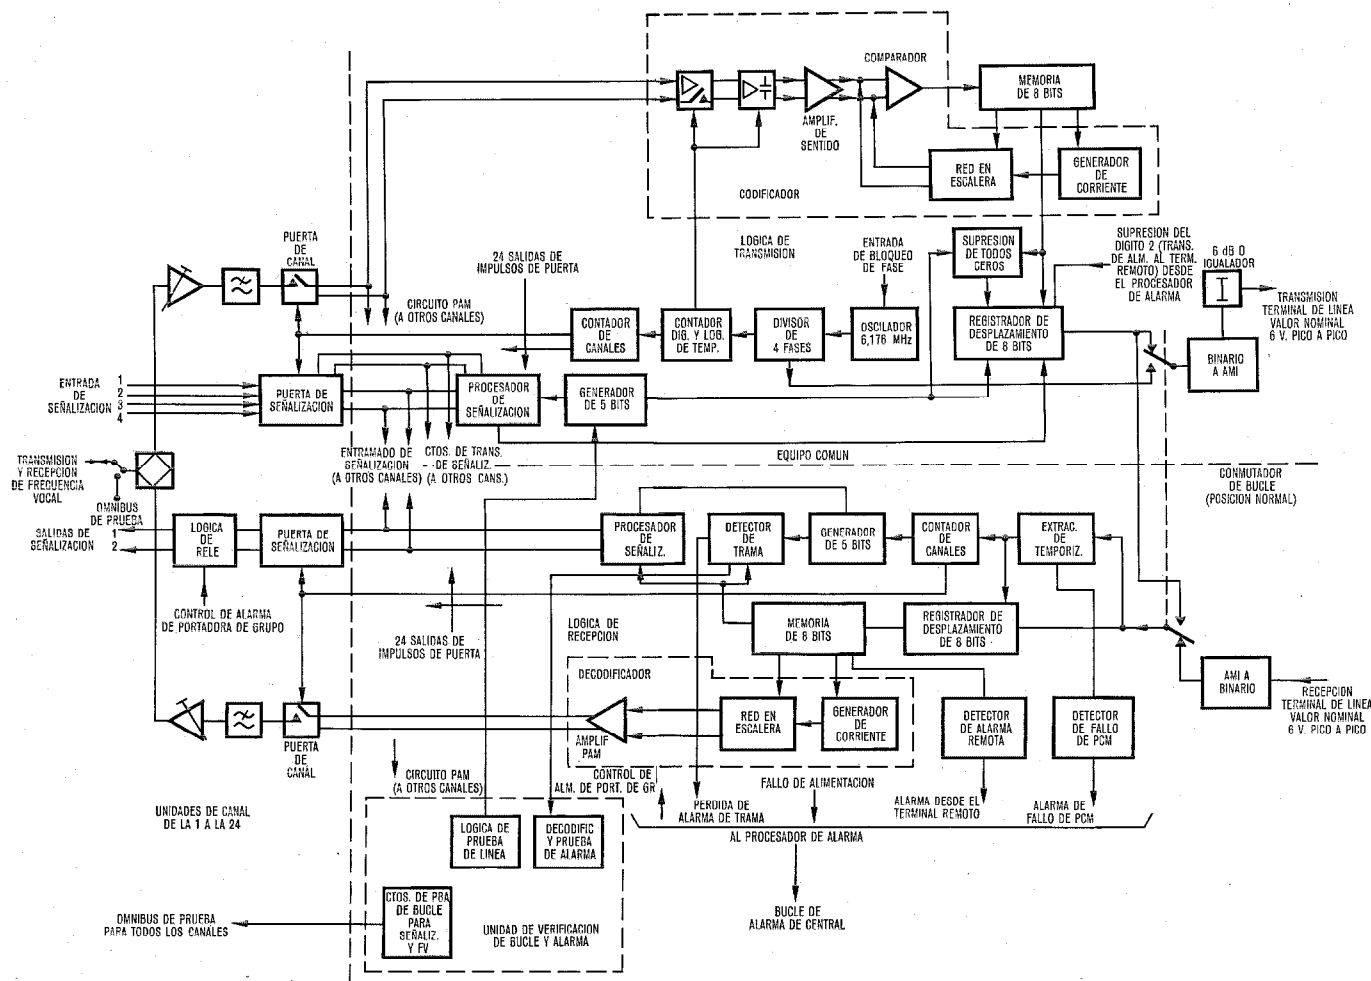 COMPARADOR
MEMORIA
DE 8 BITS
AMPLIF.
DE
SENTIDO
RED EN
ESCALERA
GENERADOR
DE
CORRIENTE
CODIFICADOR
PUERTA
DE
CANAL
24 SALIDAS DE
IMPULSOS DE PUERTA
LOGICA DE
TRANSMISION
ENTRADA
DE BLOQUEO
DE FASE
SUPRESION
DE TODOS
CEROS
SUPRESION DEL
DIGITO 2 (TRANS.
DE ALM. AL TERM.
REMOTO) DESDE
EL PROCESADOR
DE ALARMA
6 dB O
IGUALADOR
I
TRANSMISION
TERMINAL DE LINEA
VALOR NOMINAL
6 V. PICO A PICO
CIRCUITO PAM
(A OTROS CANALES)
CONTADOR
DE
CANALES
CONTADOR
DIG. Y LOG.
DE TEMP.
DIVISOR
DE
4 FASES
OSCILADOR
6,176 MHz
REGISTRADOR DE
DESPLAZAMIENTO
DE 8 BITS
BINARIO
A AMI
ENTRADA
DE
SEÑALIZACION
1
2
3
4
PUERTA DE
SEÑALIZACION
PROCESADOR
DE
SEÑALIZACION
GENERADOR
DE 5 BITS
ENTRAMADO DE
SEÑALIZACION
(A OTROS CANALES)
CTOS. DE TRANS.
DE SEÑALIZ.
(A OTROS CANS.)
EQUIPO COMUN
TRANSMISION
Y RECEPCION
DE FRECUENCIA
VOCAL
CONMUTADOR
DE BUCLE
(POSICION NORMAL)
OMNIBUS
DE PRUEBA
SALIDAS DE
SEÑALIZACION
1
2
LOGICA
DE
RELE
PUERTA DE
SEÑALIZACION
PROCESADOR
DE
SEÑALIZ.
DETECTOR
DE
TRAMA
GENERADOR
DE 5 BITS
CONTADOR
DE
CANALES
EXTRAC.
DE
TEMPORIZ.
CONTROL DE ALARMA
DE PORTADORA DE GRUPO
24 SALIDAS DE
IMPULSOS DE PUERTA
LOGICA DE
RECEPCION
MEMORIA
DE 8 BITS
REGISTRADOR DE
DESPLAZAMIENTO
DE 8 BITS
DECODIFICADOR
AMI A
BINARIO
RECEPCION
TERMINAL DE LINEA
VALOR NOMINAL
6 V. PICO A PICO
PUERTA
DE
CANAL
AMPLIF
PAM
RED EN
ESCALERA
GENERADOR
DE
CORRIENTE
DETECTOR
DE ALARMA
REMOTA
DETECTOR
DE FALLO
DE PCM
CIRCUITO PAM
(A OTROS CANALES)
CONTROL DE
ALM. DE PORT. DE GR
FALLO DE ALIMENTACION
PERDIDA DE
ALARMA DE TRAMA
ALARMA DESDE EL
TERMINAL REMOTO
ALARMA DE
FALLO DE PCM
UNIDADES DE CANAL
DE LA 1 A LA 24
LOGICA DE
PRUEBA
DE LINEA
DECODIFIC
Y PRUEBA
DE ALARMA
AL PROCESADOR DE ALARMA
CTOS. DE PBA
DE BUCLE
PARA
SEÑALIZ.
Y FV
UNIDAD DE VERIFICACION
DE BUCLE Y ALARMA
BUCLE DE
ALARMA DE CENTRAL
OMNIBUS DE PRUEBA
PARA TODOS LOS CANALES